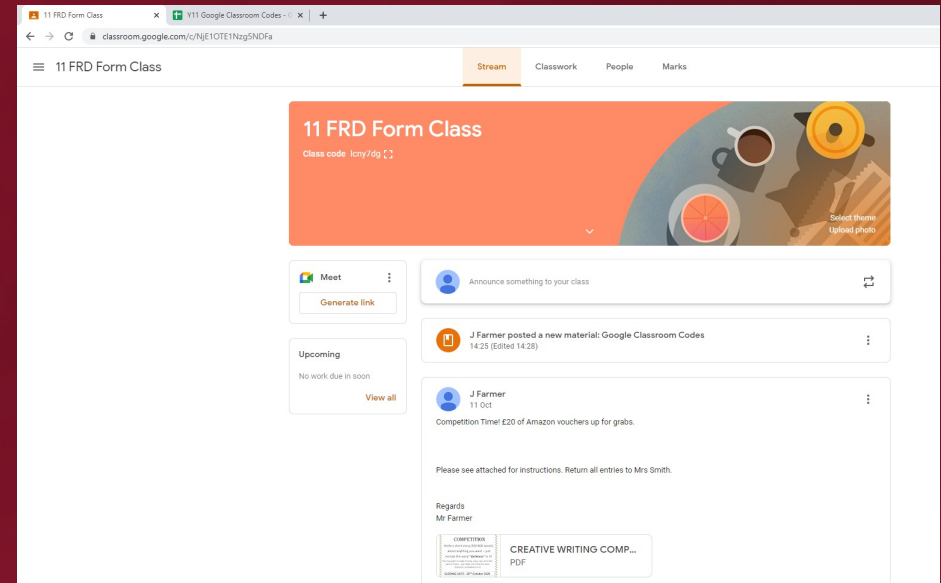 11 FRD Form Class
Y11 Google Classroom Codes - G
classroom.google.com/c/NjE1OTE1Nzg5NDFa
11 FRD Form Class
Stream
Classwork
People
Marks
11 FRD Form Class
Class code lcny7dg
Select theme
Upload photo
Meet
Generate link
Upcoming
No work due in soon
View all
Announce something to your class
J Farmer posted a new material: Google Classroom Codes
14:25 (Edited 14:28)
J Farmer
11 Oct
Competition Time! £20 of Amazon vouchers up for grabs.
Please see attached for instructions. Return all entries to Mrs Smith.
Regards
Mr Farmer
COMPETITION
CREATIVE WRITING COMP...
PDF